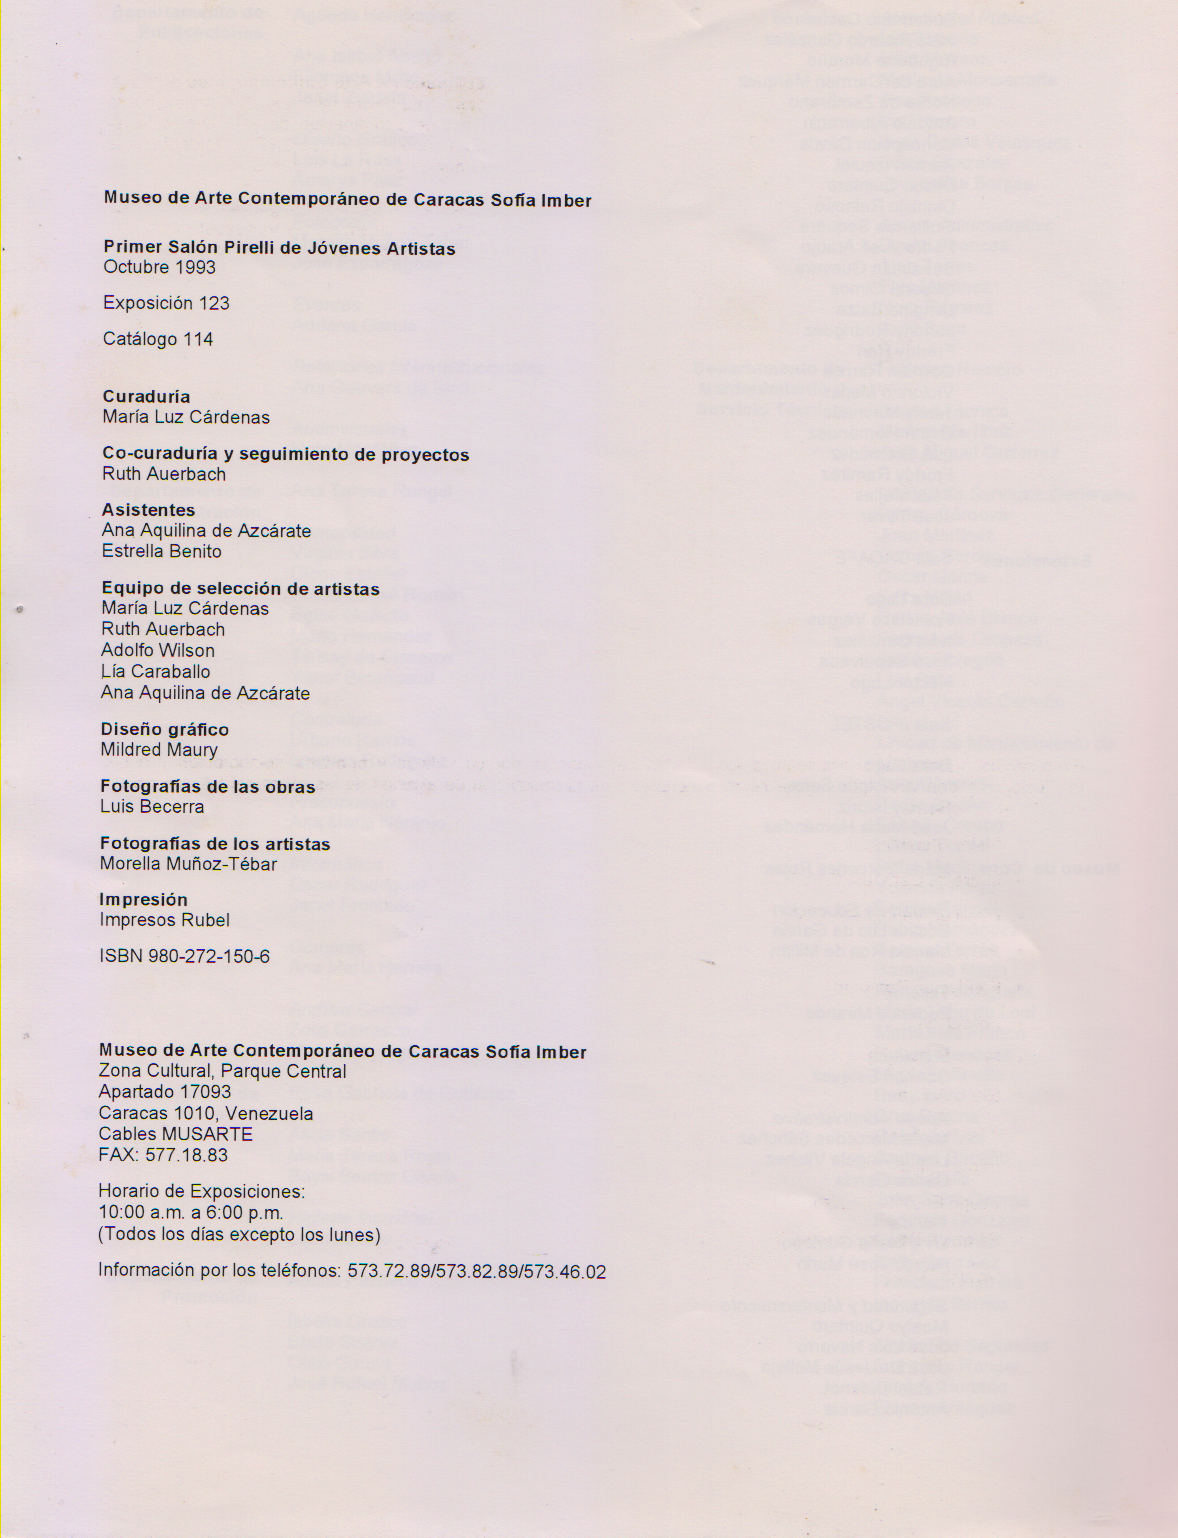 Museo de Arte Contemporáneo de Caracas Sofía Imber
Primer Salón Pirelli de Jóvenes Artistas
Octubre 1993
Exposición 123
Catálogo 114
Curaduría
María Luz Cárdenas
Co-curaduría y seguimiento de proyectos
Ruth Auerbach
Asistentes
Ana Aquilina de Azcárate
Estrella Benito
Equipo de selección de artistas
María Luz Cárdenas
Ruth Auerbach
Adolfo Wilson
Lía Caraballo
Ana Aquilina de Azcárate
Diseño gráfico
Mildred Maury
Fotografías de las obras
Luis Becerra
Fotografías de los artistas
Morella Muñoz-Tébar
Impresión
Impresos Rubel
ISBN 980-272-150-6
Museo de Arte Contemporáneo de Caracas Sofía Imber
Zona Cultural, Parque Central
Apartado 17093
Caracas 1010, Venezuela
Cables MUSARTE
FAX: 577.18.83
Horario de Exposiciones:
10:00 a.m. a 6:00 p.m.
(Todos los días excepto los lunes)
Información por los teléfonos: 573.72.89/573.82.89/573.46.02